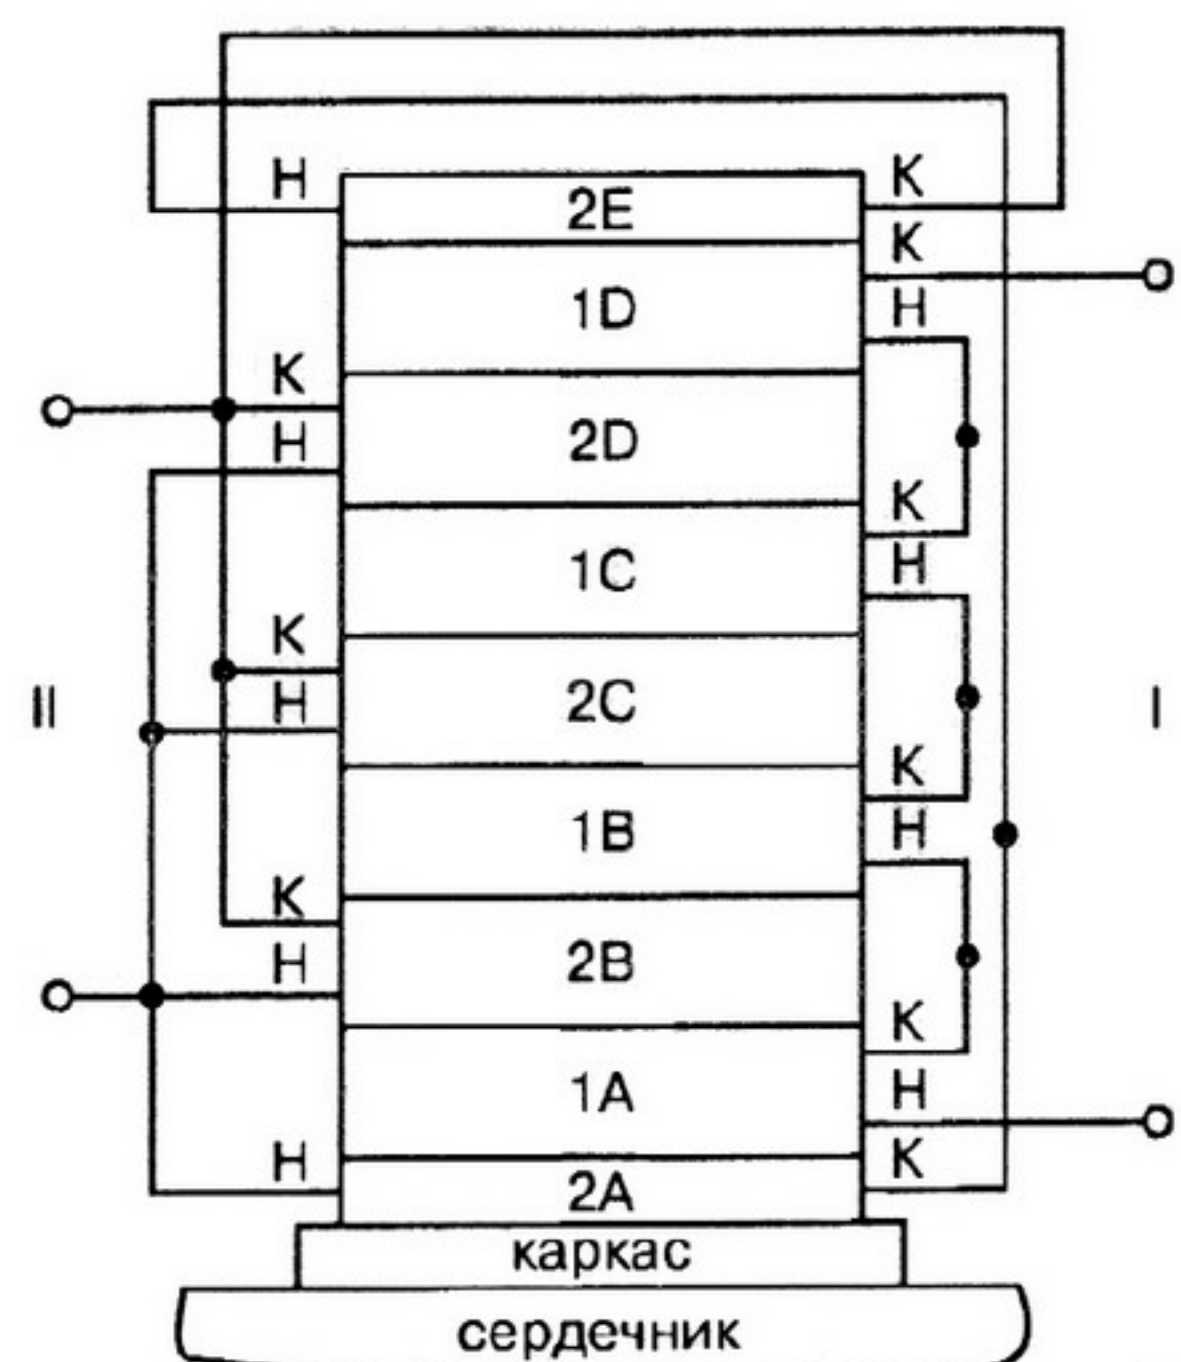 Н К
2E
К
1D
Н
К
2D
Н
К
1C
Н
К
2C
Н
II I
К
1B
Н
К
2B
Н
К
1A
Н
Н К
2A
каркас
сердечник